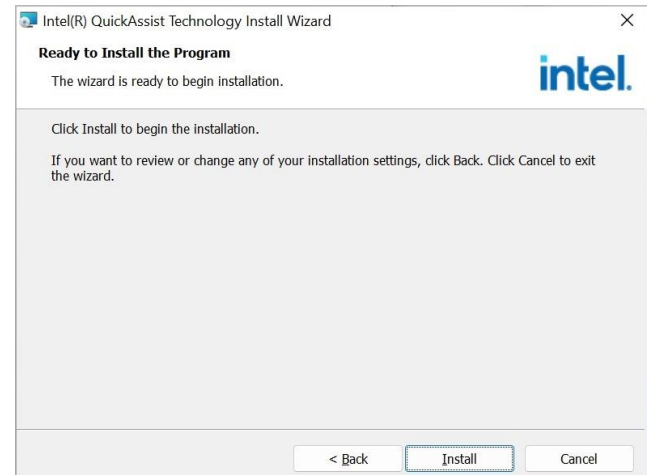 Intel(R) QuickAssist Technology Install Wizard
Ready to Install the Program
The wizard is ready to begin installation.
intel.
Click Install to begin the installation.
If you want to review or change any of your installation settings, click Back. Click Cancel to exit
the wizard.
< Back
Install
Cancel